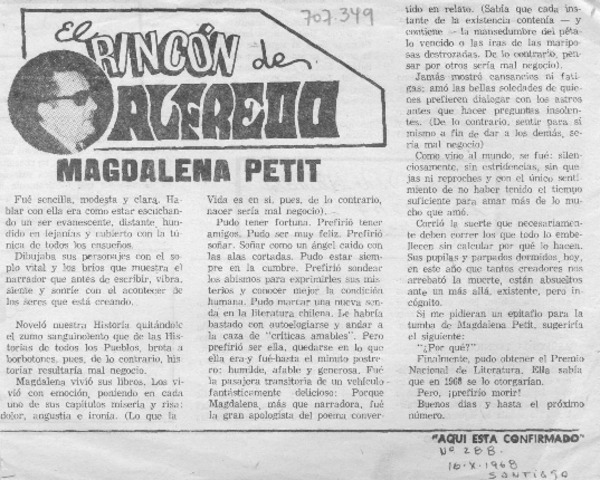 707.349
El
RINCÓN de
ALFREDO
MAGDALENA PETIT
Fué sencilla, modesta y clara. Ha-
blar con ella era como estar escuchan-
do un ser evanescente, distante, hun-
dido en lejanías y cubierto con la tú-
nica de todos los ensueños.
Dibujaba sus personajes con el so-
plo vital y los bríos que muestra el
narrador que antes de escribir, vibra,
siente y sonríe con el acontecer de
los seres que está creando.
Noveló nuestra Historia quitándole
el zumo sanguinolento que de las His-
torias de todos los Pueblos, brota a
borbotones, pues, de lo contrario, his-
toriar resultaría mal negocio.
Magdalena vivió sus libros. Los vi-
vió con emoción, poniendo en cada
uno de sus capítulos miseria y risa:
dolor, angustia e ironía. (Lo que la
Vida es en sí, pues, de lo contrario,
nacer sería mal negocio).
Pudo tener fortuna. Prefirió tener
amigos. Pudo ser muy feliz. Prefirió
soñar. Soñar como un ángel caído con
las alas cortadas. Pudo estar siem-
pre en la cumbre. Prefirió sondear
los abismos para exprimirles sus mis-
terios y conocer mejor la condición
humana. Pudo marcar una nueva sen-
da en la literatura chilena. Le habría
bastado con autoelogiarse y andar a
la caza de "críticas amables". Pero
prefirió ser ella, quedarse en lo que
ella era y fué hasta el minuto postre-
ro: humilde, afable y generosa. Fué
la pasajera transitoria de un vehículo
fantásticamente delicioso: Porque
Magdalena, más que narradora, fué
la gran apologista del poema conver-
tido en relato. (Sabía que cada ins-
tante de la existencia contenía — y
contiene — la mansedumbre del péta-
lo vencido o las iras de las maripo-
sas destrozadas. De lo contrario, pen-
sar por otros sería mal negocio).
Jamás mostró cansancios ni fati-
gas; amó las bellas soledades de quie-
nes prefieren dialogar con los astros
antes que hacer preguntas insolen-
tes. (De lo contrario, sentir para sí
mismo a fin de dar a los demás, se-
ría mal negocio)
Como vino al mundo, se fué: silen-
ciosamente, sin estridencias, sin que-
jas ni reproches y con el único senti-
miento de no haber tenido el tiempo
suficiente para amar más de lo mu-
cho que amó.
Corrió la suerte que necesariamente
deben correr los que todo lo embe-
llecen sin calcular por qué lo hacen.
Sus pupilas y parpados dormidos, hoy,
en este año que tantos creadores nos
arrebató la muerte, están absueltos
ante un más allá, existente, pero in-
cógnito.
Si me pidieran un epitafio para la
tumba de Magdalena Petit, sugeriría
el siguiente:
"¿Por qué?"
Finalmente, pudo obtener el Premio
Nacional de Literatura. Ella sabía
que en 1968 se lo otorgarían.
Pero, ¡prefirió morir!
Buenos días y hasta el próximo
número.
"AQUI ESTA CONFIRMADO"
Nº 288.
16-X-1968
SANTIAGO